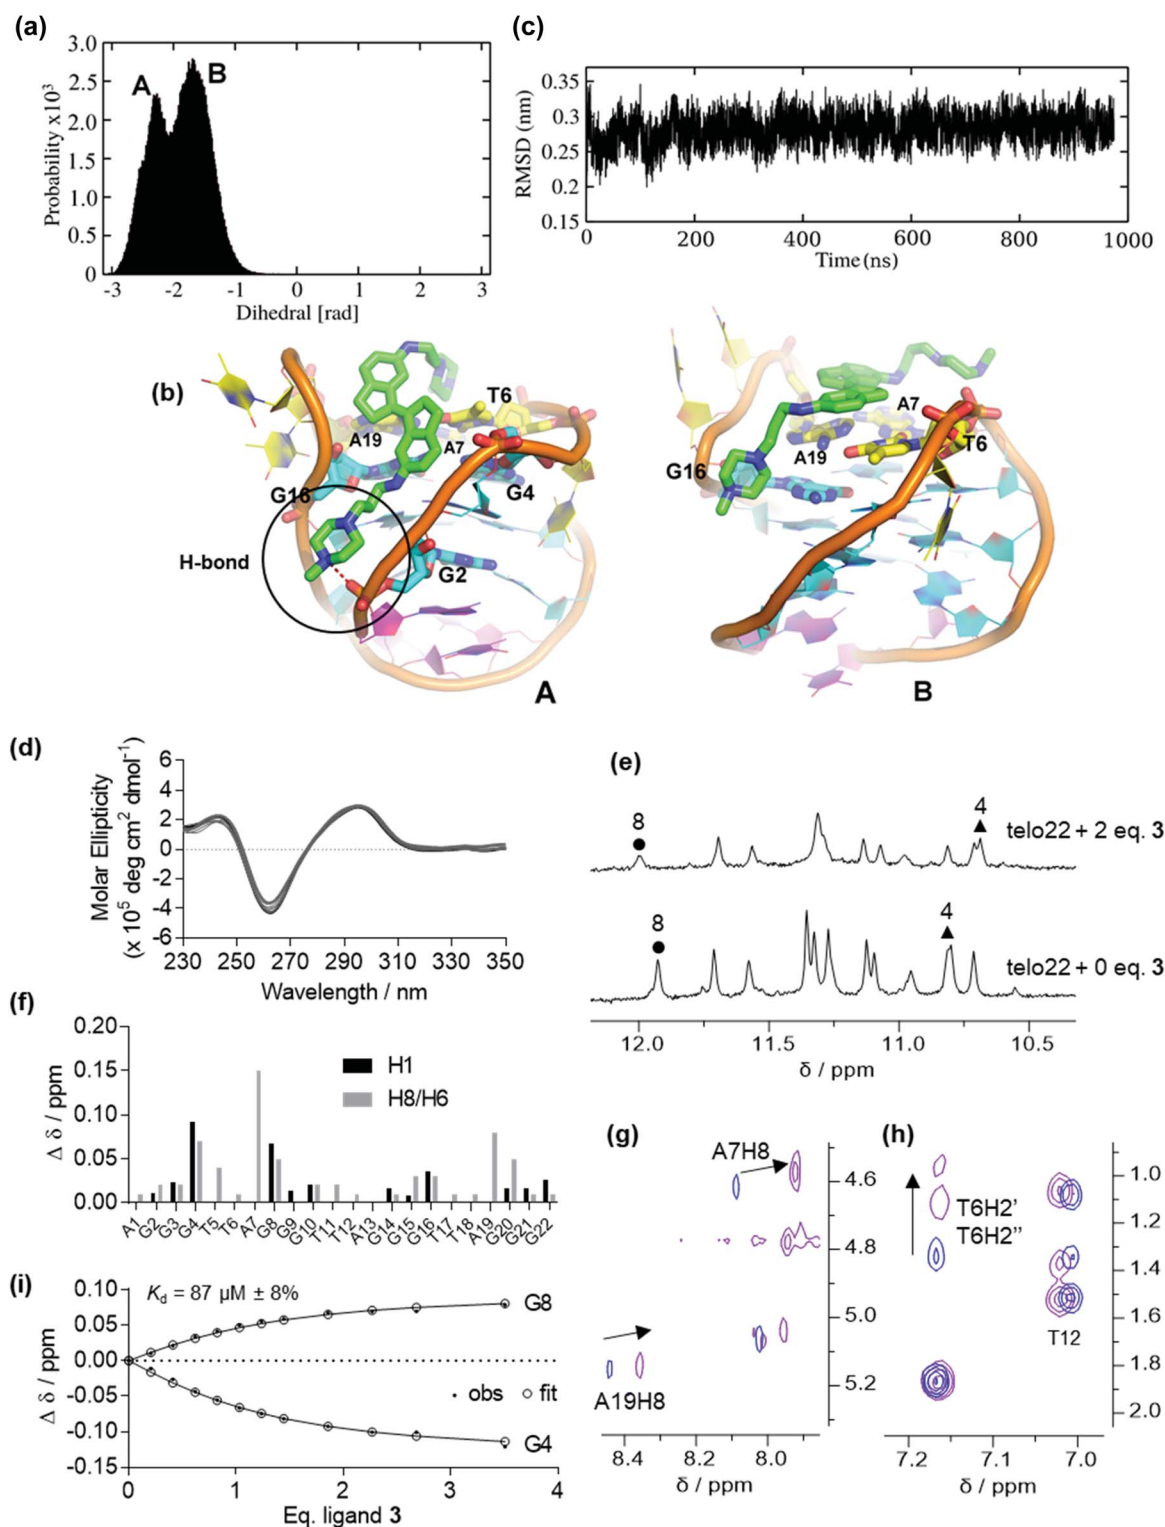 (a)
Probability x10³
3.0
2.5
2.0
1.5
1.0
0.5
0
A
B
-3 -2 -1 0 1 2 3
Dihedral [rad]
(c)
RMSD (nm)
0.35
0.3
0.25
0.2
0.15
0 200 400 600 800 1000
Time (ns)
(b)
T6
A19
A7
G16
G4
H-bond
G2
A
A7
G16
A19
T6
B
(d)
Molar Ellipticity
(x 10⁵ deg cm² dmol⁻¹)
6
4
2
0
-2
-4
-6
230 250 270 290 310 330 350
Wavelength / nm
(e)
8
4
telo22 + 2 eq. 3
8
4
telo22 + 0 eq. 3
12.0 11.5 11.0 10.5
δ / ppm
(f)
Δ δ / ppm
0.20
0.15
0.10
0.05
0.00
H1
H8/H6
A1 G2 G3 G4 T5 T6 A7 G8 G9 G10 T11 T12 A13 G14 G15 G16 T17 T18 A19 G20 G21 G22
(g)
A7H8
A19H8
4.6
4.8
5.0
5.2
8.4 8.2 8.0
δ / ppm
(h)
T6H2'
T6H2''
T12
1.0
1.2
1.4
1.6
1.8
2.0
7.2 7.1 7.0
δ / ppm
(i)
Kd = 87 μM ± 8%
Δ δ / ppm
0.10
0.05
0.00
-0.05
-0.10
-0.15
G8
obs fit
G4
0 1 2 3 4
Eq. ligand 3